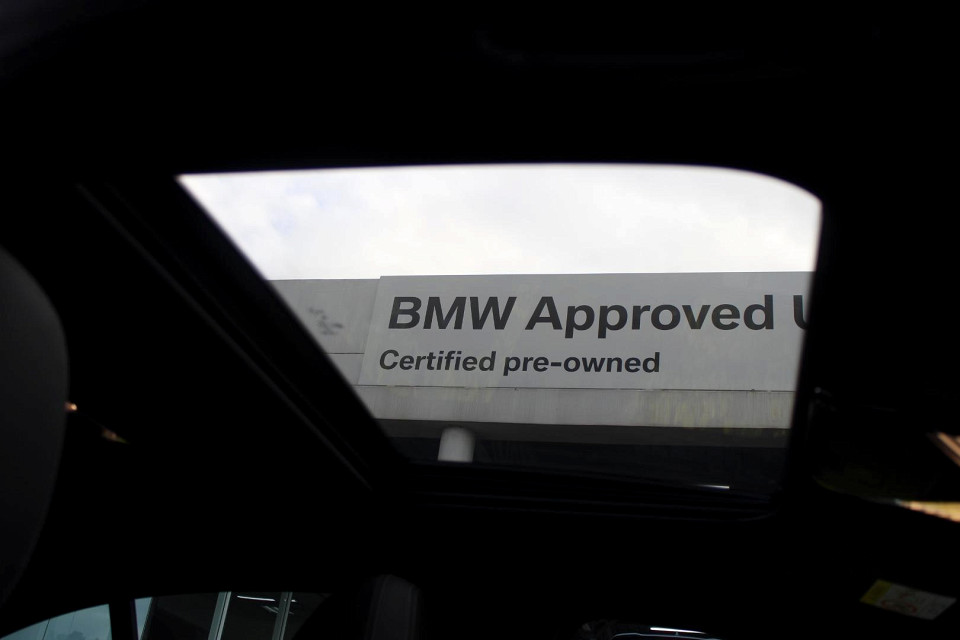 BMW Approved U
Certified pre-owned